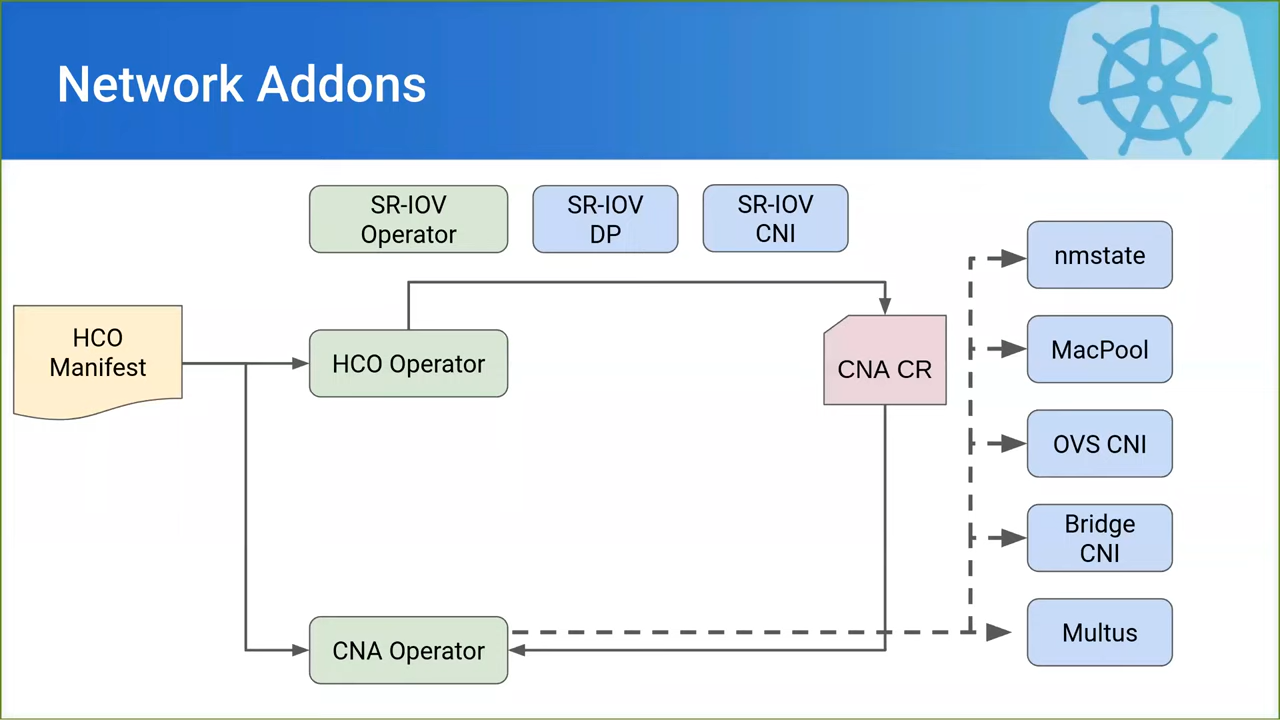 Network Addons
SR-IOV
Operator
SR-IOV
DP
SR-IOV
CNI
nmstate
HCO
Manifest
HCO Operator
CNA CR
MacPool
OVS CNI
Bridge
CNI
CNA Operator
Multus